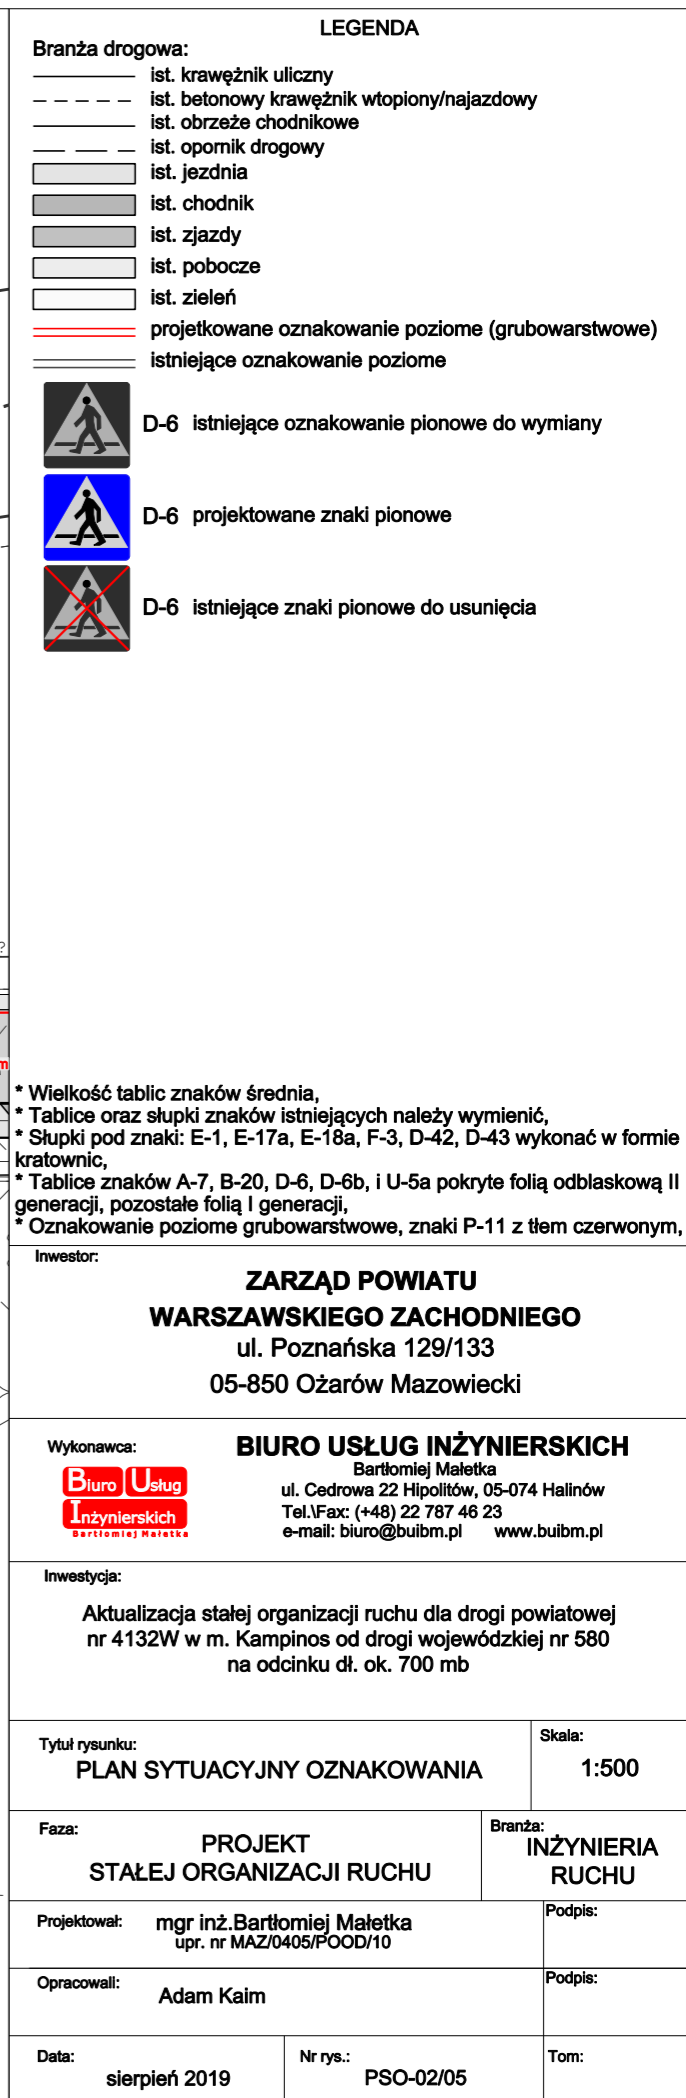 LEGENDA
Branża drogowa:
ist. krawężnik uliczny
ist. betonowy krawężnik wtopiony/najazdowy
ist. obrzeże chodnikowe
ist. opornik drogowy
ist. jezdnia
ist. chodnik
ist. zjazdy
ist. pobocze
ist. zieleń
projetkowane oznakowanie poziome (grubowarstwowe)
istniejące oznakowanie poziome
D-6 istniejące oznakowanie pionowe do wymiany
D-6 projektowane znaki pionowe
D-6 istniejące znaki pionowe do usunięcia
?
m
* Wielkość tablic znaków średnia,
* Tablice oraz słupki znaków istniejących należy wymienić,
* Słupki pod znaki: E-1, E-17a, E-18a, F-3, D-42, D-43 wykonać w formie
kratownic,
* Tablice znaków A-7, B-20, D-6, D-6b, i U-5a pokryte folią odblaskową II
generacji, pozostałe folią I generacji,
* Oznakowanie poziome grubowarstwowe, znaki P-11 z tłem czerwonym,
Inwestor:
ZARZĄD POWIATU
WARSZAWSKIEGO ZACHODNIEGO
ul. Poznańska 129/133
05-850 Ożarów Mazowiecki
Wykonawca:
Biuro Usług
Inżynierskich
Bartłomiej Małetka
BIURO USŁUG INŻYNIERSKICH
Bartłomiej Małetka
ul. Cedrowa 22 Hipolitów, 05-074 Halinów
Tel.\Fax: (+48) 22 787 46 23
e-mail: biuro@buibm.pl www.buibm.pl
Inwestycja:
Aktualizacja stałej organizacji ruchu dla drogi powiatowej
nr 4132W w m. Kampinos od drogi wojewódzkiej nr 580
na odcinku dł. ok. 700 mb
Tytuł rysunku:
PLAN SYTUACYJNY OZNAKOWANIA
Skala:
1:500
Faza:
PROJEKT
STAŁEJ ORGANIZACJI RUCHU
Branża:
INŻYNIERIA
RUCHU
Projektował:
mgr inż.Bartłomiej Małetka
upr. nr MAZ/0405/POOD/10
Podpis:
Opracowali:
Adam Kaim
Podpis:
Data:
sierpień 2019
Nr rys.:
PSO-02/05
Tom: